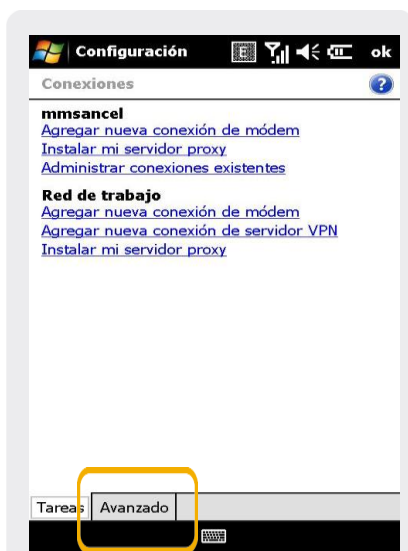 Configuración E ok
Conexiones ?
mmsancel
Agregar nueva conexión de módem
Instalar mi servidor proxy
Administrar conexiones existentes
Red de trabajo
Agregar nueva conexión de módem
Agregar nueva conexión de servidor VPN
Instalar mi servidor proxy
Tareas Avanzado